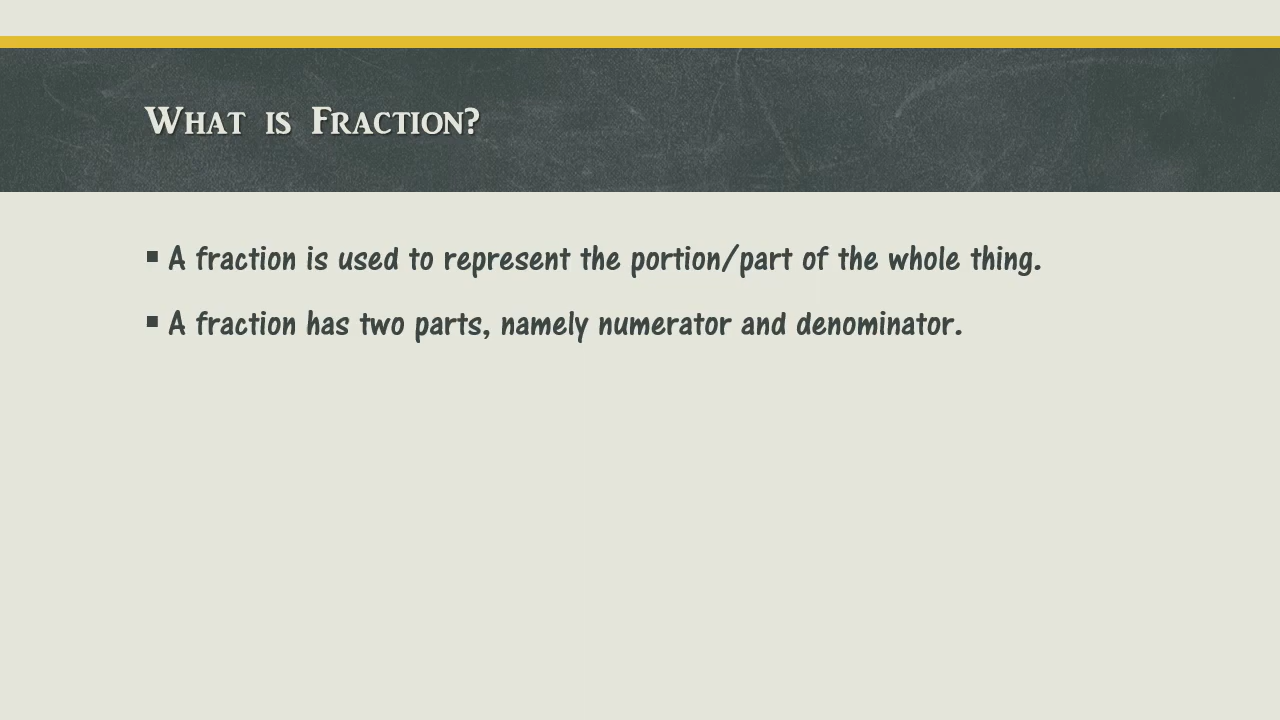 What is Fraction?
▪ A fraction is used to represent the portion/part of the whole thing.
▪ A fraction has two parts, namely numerator and denominator.